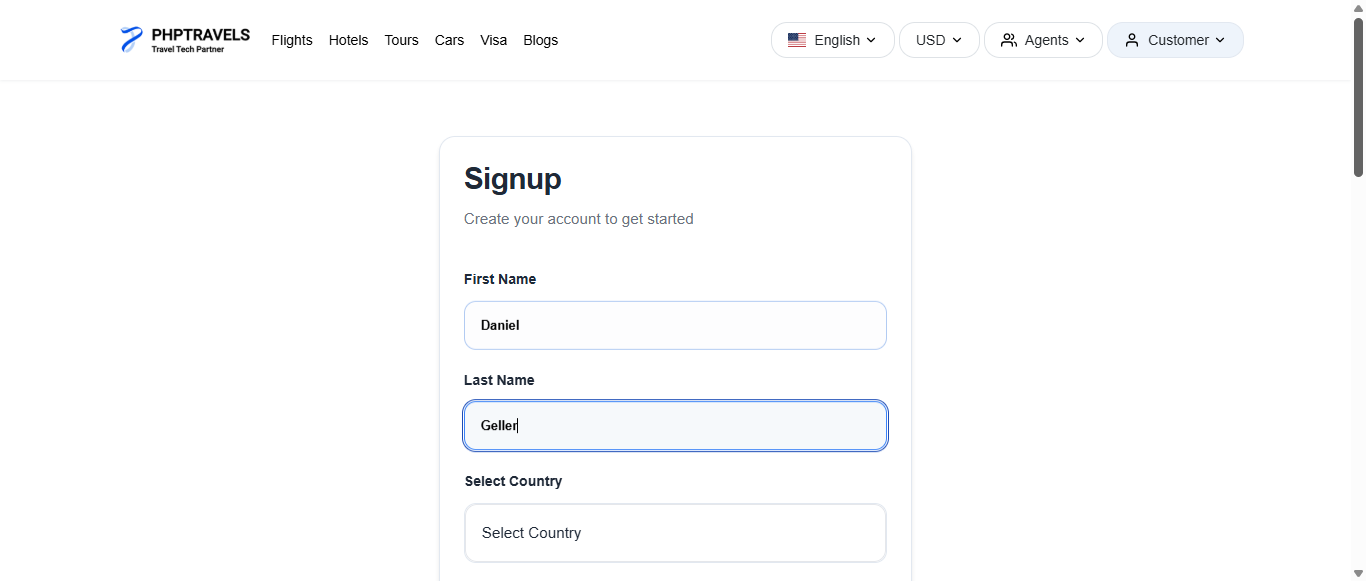 PHPTRAVELS
Travel Tech Partner
Flights Hotels Tours Cars Visa Blogs
English USD Agents Customer
Signup
Create your account to get started
First Name
Daniel
Last Name
Geller
Select Country
Select Country